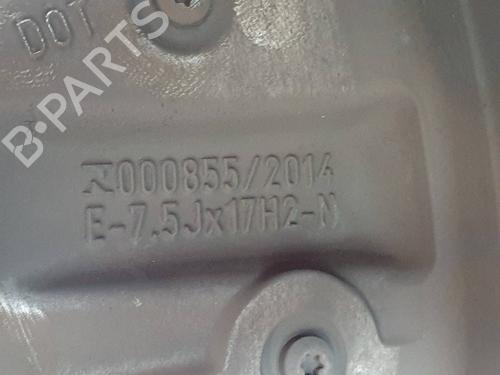 DOT
B-PARTS
000855/2014
E-7.5Jx17H2-N